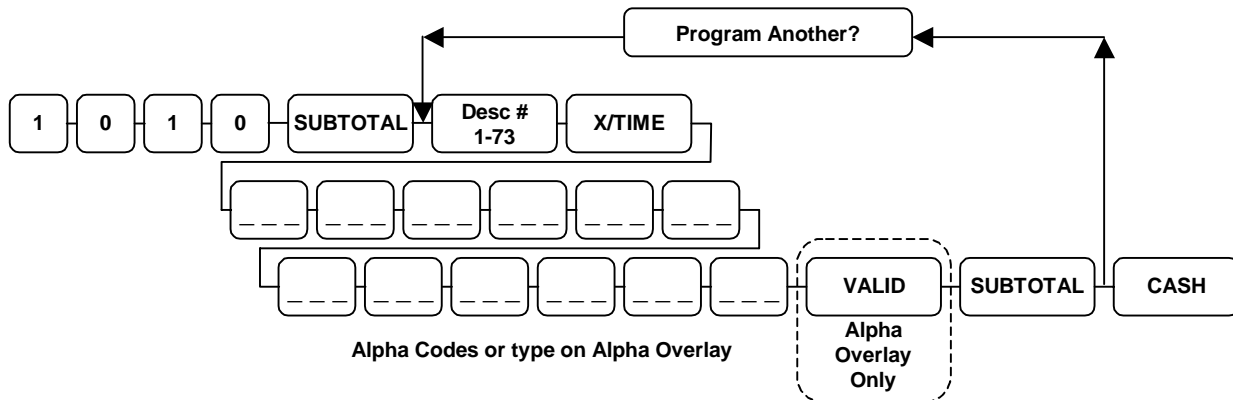 Program Another?
1 0 1 0 SUBTOTAL Desc # 1-73 X/TIME
_ _ _ _ _ _ _ _ _ _ _ _ _ _ _ _ _ _
_ _ _ _ _ _ _ _ _ _ _ _ _ _ _ _ _ _
VALID SUBTOTAL CASH
Alpha Codes or type on Alpha Overlay
Alpha
Overlay
Only